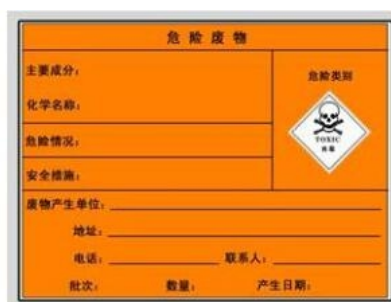 危险废物
主要成分：
危险类别
化学名称：
TOXIC
有毒
危险情况：
安全措施：
废物产生单位：
地址：
电话： 联系人：
批次： 数量： 产生日期：